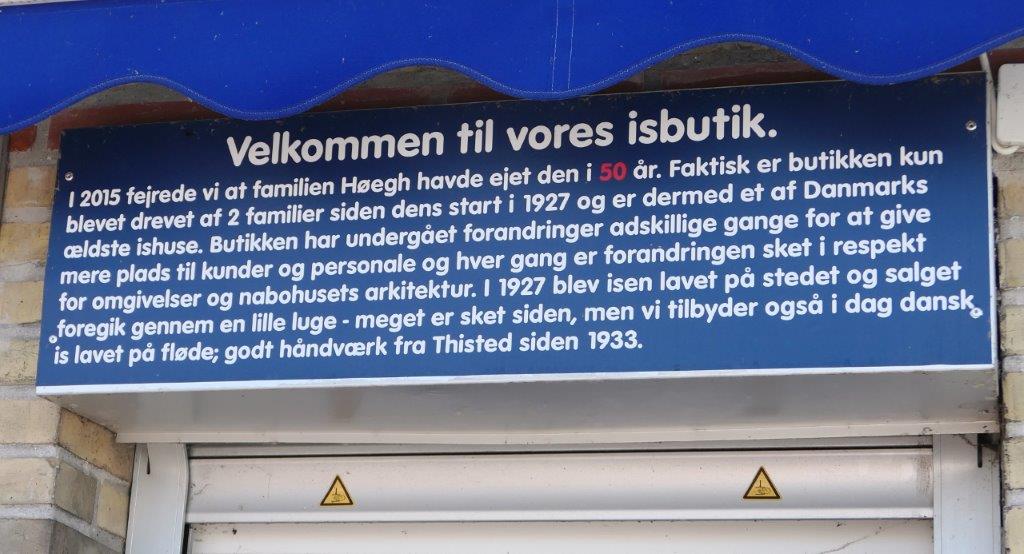 Velkommen til vores isbutik.
I 2015 fejrede vi at familien Høegh havde ejet den i 50 år. Faktisk er butikken kun
blevet drevet af 2 familier siden dens start i 1927 og er dermed et af Danmarks
ældste ishuse. Butikken har undergået forandringer adskillige gange for at give
mere plads til kunder og personale og hver gang er forandringen sket i respekt
for omgivelser og nabohusets arkitektur. I 1927 blev isen lavet på stedet og salget
foregik gennem en lille luge - meget er sket siden, men vi tilbyder også i dag dansk
is lavet på fløde; godt håndværk fra Thisted siden 1933.